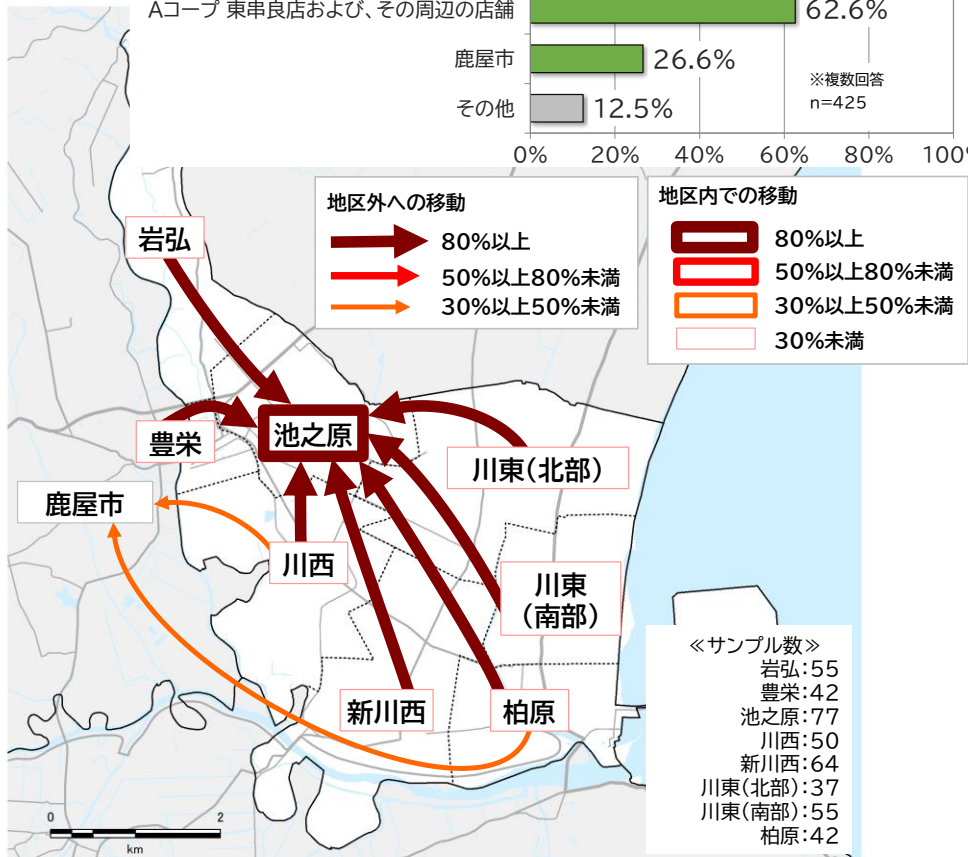 Aコープ 東串良店および、その周辺の店舗
62.6%
鹿屋市
26.6%
その他
12.5%
※複数回答
n=425
0%
20%
40%
60%
80%
100%
地区外への移動
80%以上
50%以上80%未満
30%以上50%未満
地区内での移動
80%以上
50%以上80%未満
30%以上50%未満
30%未満
岩弘
豊栄
池之原
川東(北部)
鹿屋市
川西
川東
(南部)
新川西
柏原
≪サンプル数≫
岩弘:55
豊栄:42
池之原:77
川西:50
新川西:64
川東(北部):37
川東(南部):55
柏原:42
0
2
km